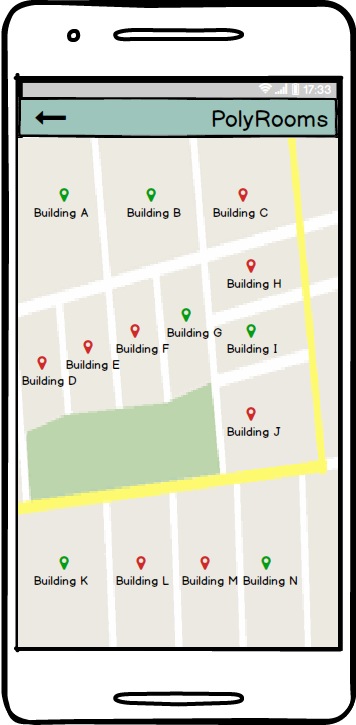 17:33
PolyRooms
Building A
Building B
Building C
Building H
Building G
Building F
Building I
Building E
Building D
Building J
Building K
Building L
Building M
Building N